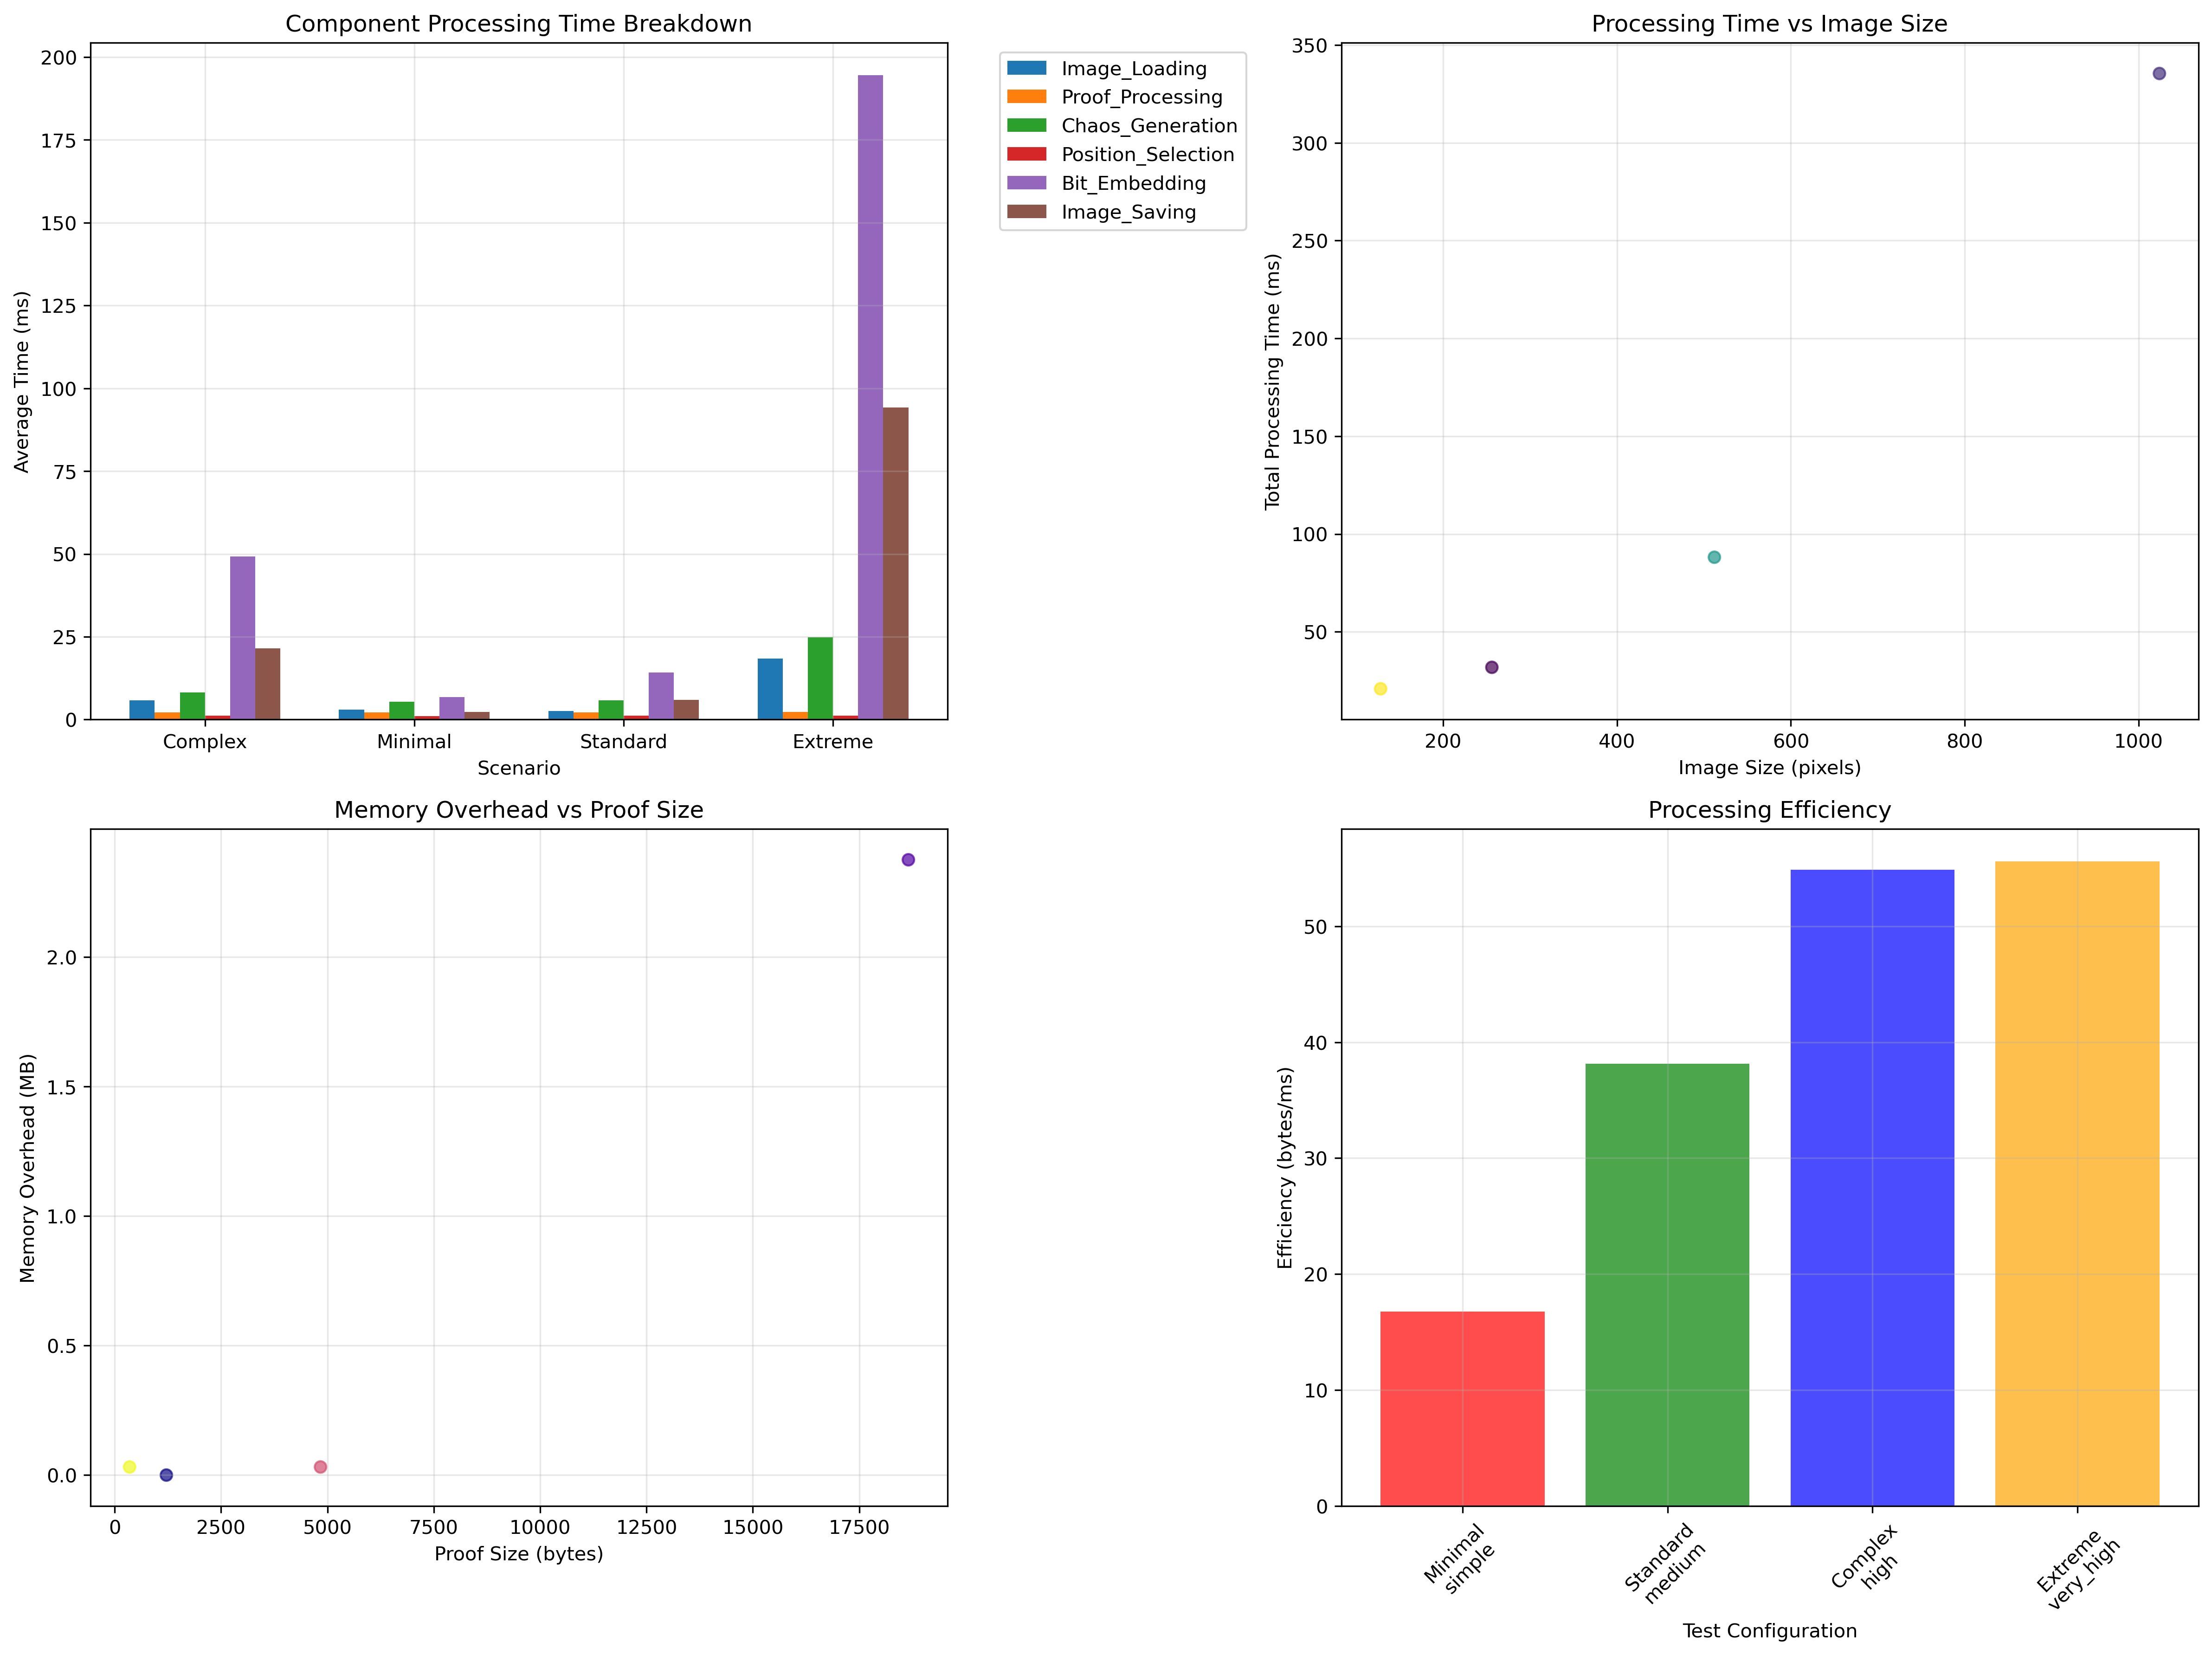 Component Processing Time Breakdown
200
175
150
125
100
75
50
25
0
Average Time (ms)
Complex
Minimal
Standard
Extreme
Scenario
Image_Loading
Proof_Processing
Chaos_Generation
Position_Selection
Bit_Embedding
Image_Saving
Processing Time vs Image Size
350
300
250
200
150
100
50
Total Processing Time (ms)
200
400
600
800
1000
Image Size (pixels)
Memory Overhead vs Proof Size
2.0
1.5
1.0
0.5
0.0
Memory Overhead (MB)
0
2500
5000
7500
10000
12500
15000
17500
Proof Size (bytes)
Processing Efficiency
50
40
30
20
10
0
Efficiency (bytes/ms)
Minimal
simple
Standard
medium
Complex
high
Extreme
very_high
Test Configuration